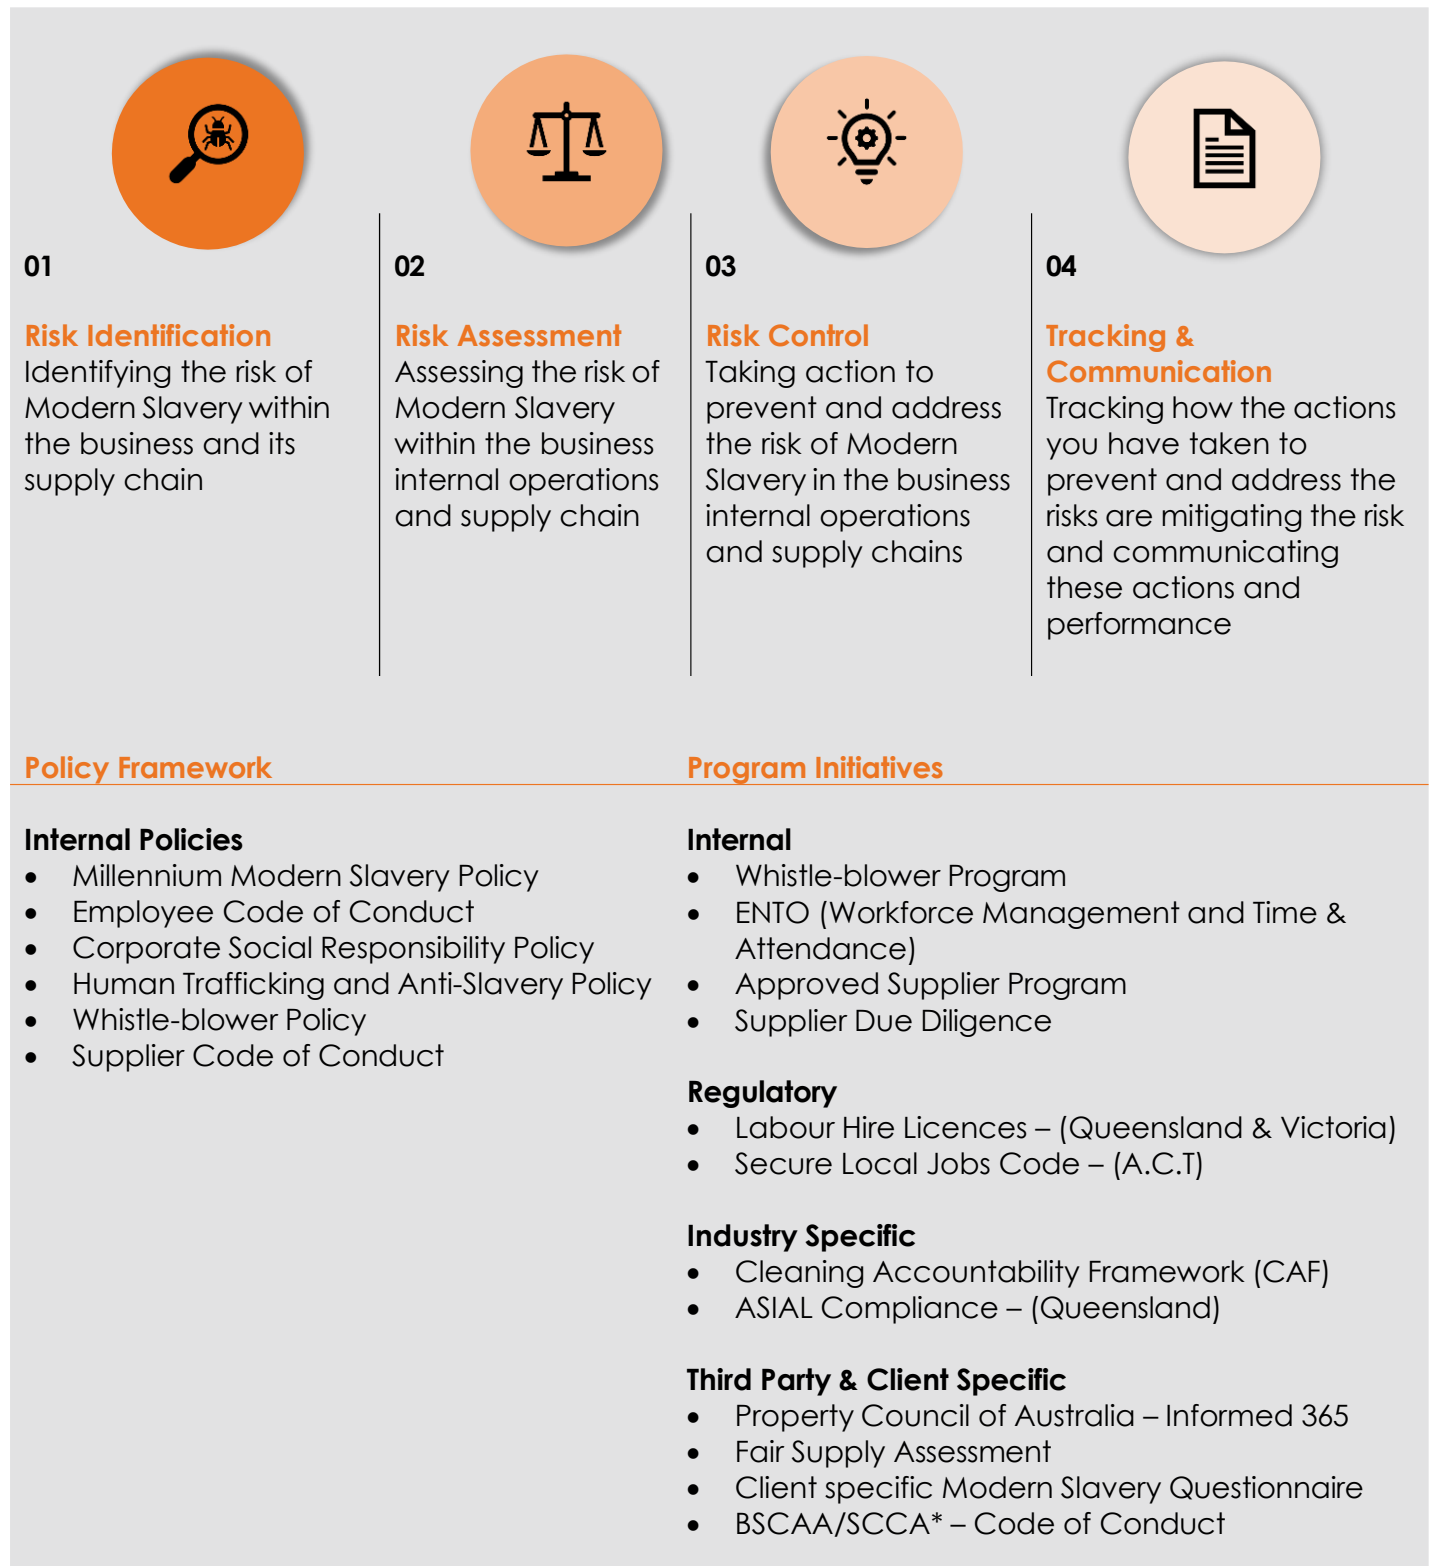 01
Risk Identification
Identifying the risk of
Modern Slavery within
the business and its
supply chain
02
Risk Assessment
Assessing the risk of
Modern Slavery
within the business
internal operations
and supply chain
03
Risk Control
Taking action to
prevent and address
the risk of Modern
Slavery in the business
internal operations
and supply chains
04
Tracking &
Communication
Tracking how the actions
you have taken to
prevent and address the
risks are mitigating the risk
and communicating
these actions and
performance
Policy Framework
Internal Policies
• Millennium Modern Slavery Policy
• Employee Code of Conduct
• Corporate Social Responsibility Policy
• Human Trafficking and Anti-Slavery Policy
• Whistle-blower Policy
• Supplier Code of Conduct
Program Initiatives
Internal
• Whistle-blower Program
• ENTO (Workforce Management and Time &
Attendance)
• Approved Supplier Program
• Supplier Due Diligence
Regulatory
• Labour Hire Licences – (Queensland & Victoria)
• Secure Local Jobs Code – (A.C.T)
Industry Specific
• Cleaning Accountability Framework (CAF)
• ASIAL Compliance – (Queensland)
Third Party & Client Specific
• Property Council of Australia – Informed 365
• Fair Supply Assessment
• Client specific Modern Slavery Questionnaire
• BSCAA/SCCA* – Code of Conduct